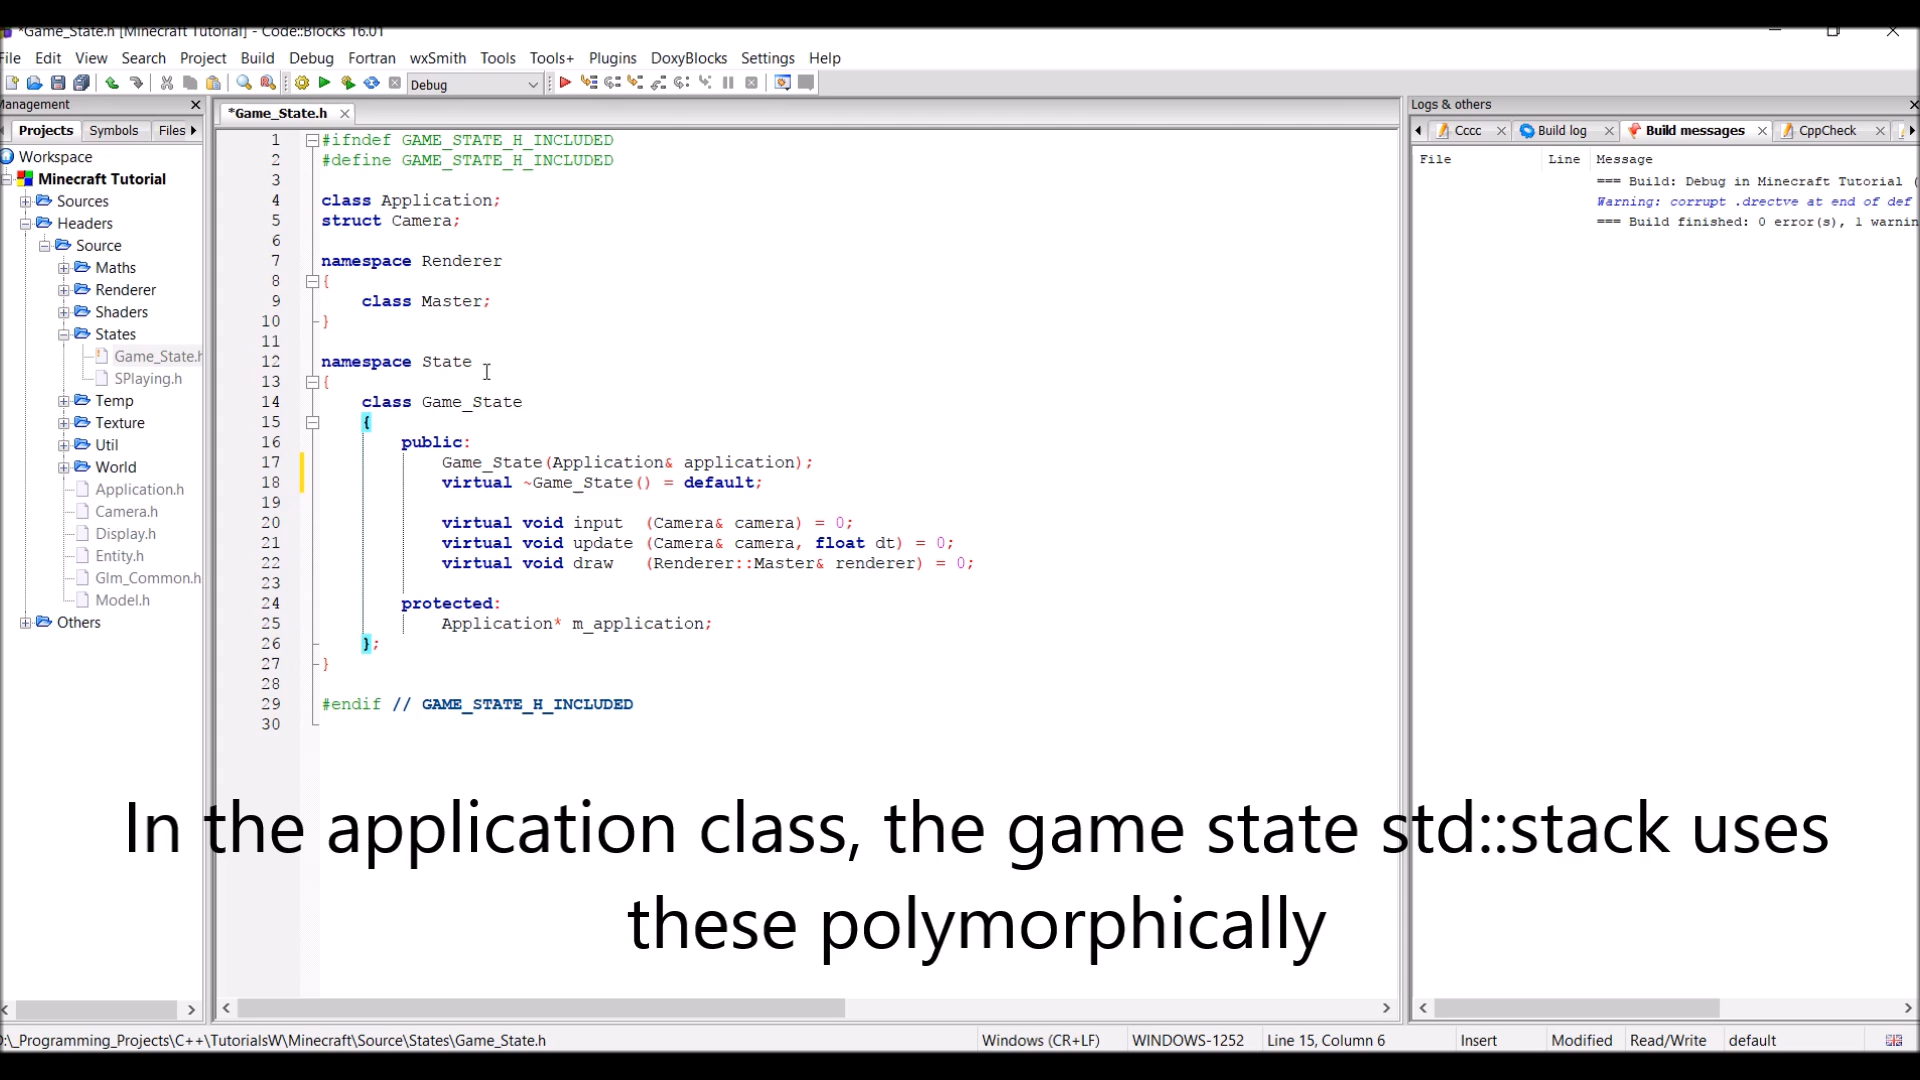 *Game_State.h [Minecraft Tutorial] - Code::Blocks 16.01
File Edit View Search Project Build Debug Fortran wxSmith Tools Tools+ Plugins DoxyBlocks Settings Help
Debug
Management
Projects Symbols Files
Workspace
Minecraft Tutorial
Sources
Headers
Source
Maths
Renderer
Shaders
States
Game_State.h
SPlaying.h
Temp
Texture
Util
World
Application.h
Camera.h
Display.h
Entity.h
Glm_Common.h
Model.h
Others
*Game_State.h
1 #ifndef GAME_STATE_H_INCLUDED
2 #define GAME_STATE_H_INCLUDED
3
4 class Application;
5 struct Camera;
6
7 namespace Renderer
8 {
9 class Master;
10 }
11
12 namespace State
13 {
14 class Game_State
15 {
16 public:
17 Game_State(Application& application);
18 virtual ~Game_State() = default;
19
20 virtual void input (Camera& camera) = 0;
21 virtual void update (Camera& camera, float dt) = 0;
22 virtual void draw (Renderer::Master& renderer) = 0;
23
24 protected:
25 Application* m_application;
26 };
27 }
28
29 #endif // GAME_STATE_H_INCLUDED
30
Logs & others
Cccc Build log Build messages CppCheck
File Line Message
=== Build: Debug in Minecraft Tutorial (
Warning: corrupt .drectve at end of def
=== Build finished: 0 error(s), 1 warnin
In the application class, the game state std::stack uses
these polymorphically
:\_Programming_Projects\C++\TutorialsW\Minecraft\Source\States\Game_State.h Windows (CR+LF) WINDOWS-1252 Line 15, Column 6 Insert Modified Read/Write default